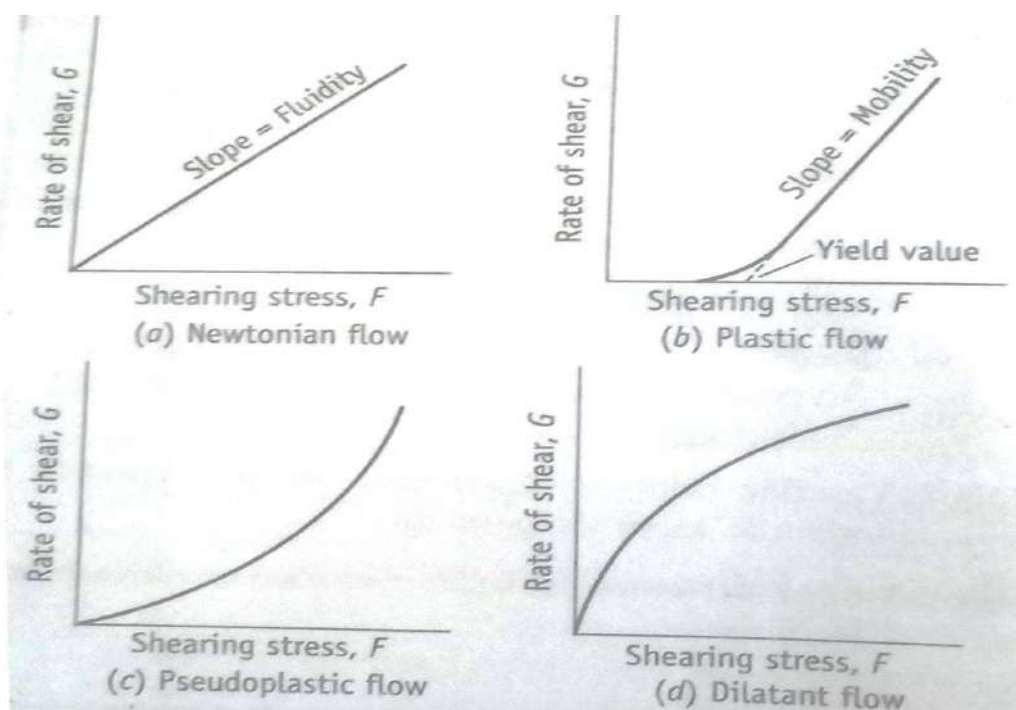 Rate of shear, G
Slope = Fluidity
Shearing stress, F
(a) Newtonian flow
Rate of shear, G
Slope = Mobility
Yield value
Shearing stress, F
(b) Plastic flow
Rate of shear, G
Shearing stress, F
(c) Pseudoplastic flow
Rate of shear, G
Shearing stress, F
(d) Dilatant flow